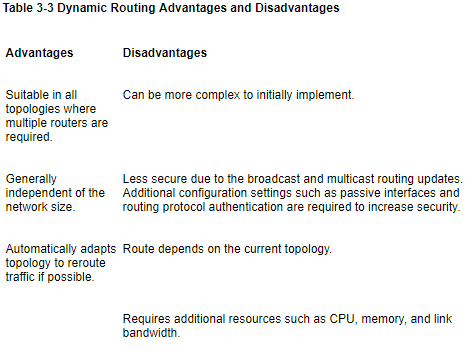 Table 3-3 Dynamic Routing Advantages and Disadvantages
Advantages
Disadvantages
Suitable in all
topologies where
multiple routers are
required.
Can be more complex to initially implement.
Generally
independent of the
network size.
Less secure due to the broadcast and multicast routing updates.
Additional configuration settings such as passive interfaces and
routing protocol authentication are required to increase security.
Automatically adapts
topology to reroute
traffic if possible.
Route depends on the current topology.
Requires additional resources such as CPU, memory, and link
bandwidth.